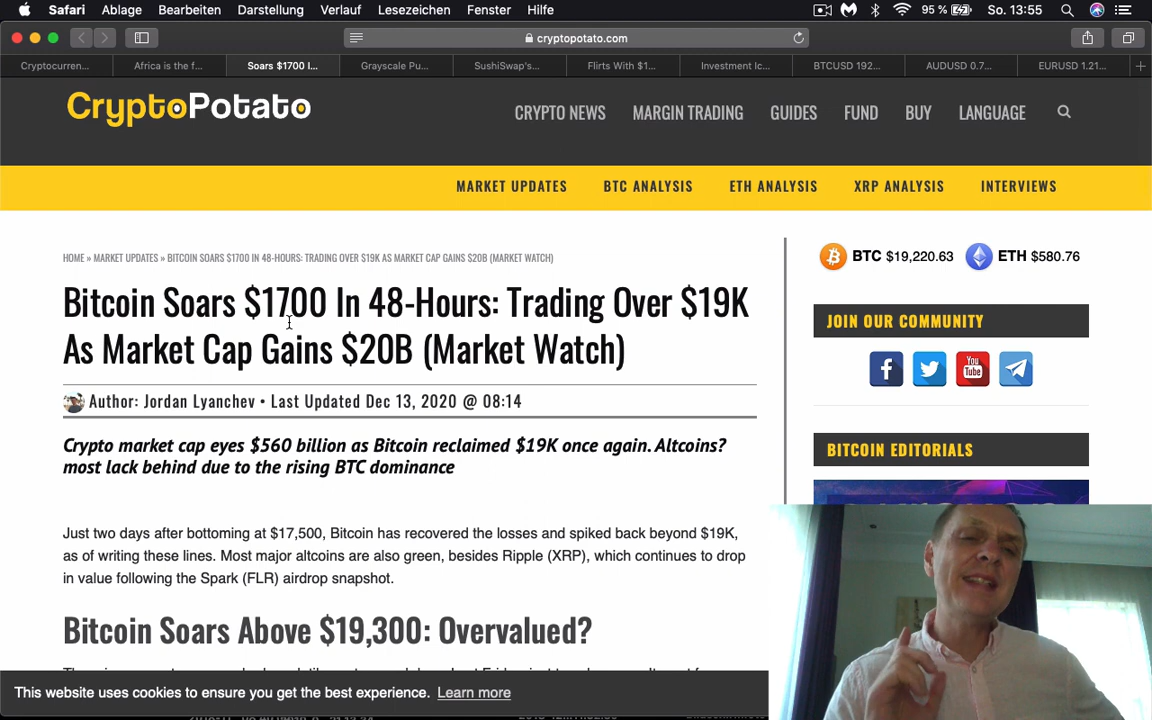 Safari Ablage Bearbeiten Darstellung Verlauf Lesezeichen Fenster Hilfe 95 % So. 13:55
cryptopotato.com
Cryptocurren... Africa is the f... Soars $1700 I... Grayscale Pu... SushiSwap's... Flirts With $1... Investment Ic... BTCUSD 192... AUDUSD 0.7... EURUSD 1.21...
CryptoPotato
CRYPTO NEWS MARGIN TRADING GUIDES FUND BUY LANGUAGE
MARKET UPDATES BTC ANALYSIS ETH ANALYSIS XRP ANALYSIS INTERVIEWS
HOME » MARKET UPDATES » BITCOIN SOARS $1700 IN 48-HOURS: TRADING OVER $19K AS MARKET CAP GAINS $20B (MARKET WATCH)
Bitcoin Soars $1700 In 48-Hours: Trading Over $19K
As Market Cap Gains $20B (Market Watch)
Author: Jordan Lyanchev • Last Updated Dec 13, 2020 @ 08:14
Crypto market cap eyes $560 billion as Bitcoin reclaimed $19K once again. Altcoins?
most lack behind due to the rising BTC dominance
Just two days after bottoming at $17,500, Bitcoin has recovered the losses and spiked back beyond $19K,
as of writing these lines. Most major altcoins are also green, besides Ripple (XRP), which continues to drop
in value following the Spark (FLR) airdrop snapshot.
Bitcoin Soars Above $19,300: Overvalued?
BTC $19,220.63 ETH $580.76
JOIN OUR COMMUNITY
You
Tube
BITCOIN EDITORIALS
This website uses cookies to ensure you get the best experience. Learn more